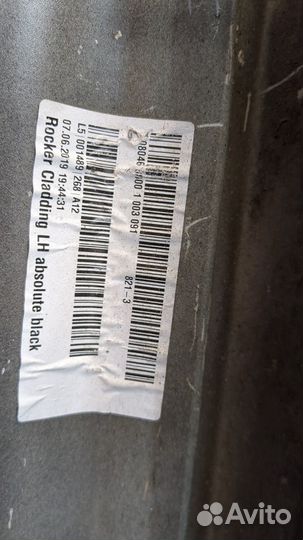 001 003 091
821-3
L5 001489 268 A12
07.06.2019 19:44:31
Rocker Cladding LH absolute black
Avito